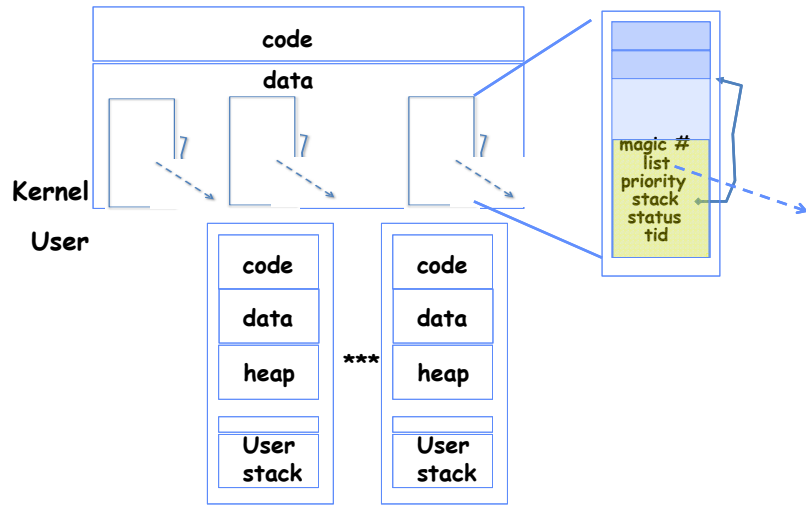 code
data
magic #
list
priority
stack
status
tid
Kernel
User
code
data
heap
User
stack
***
code
data
heap
User
stack